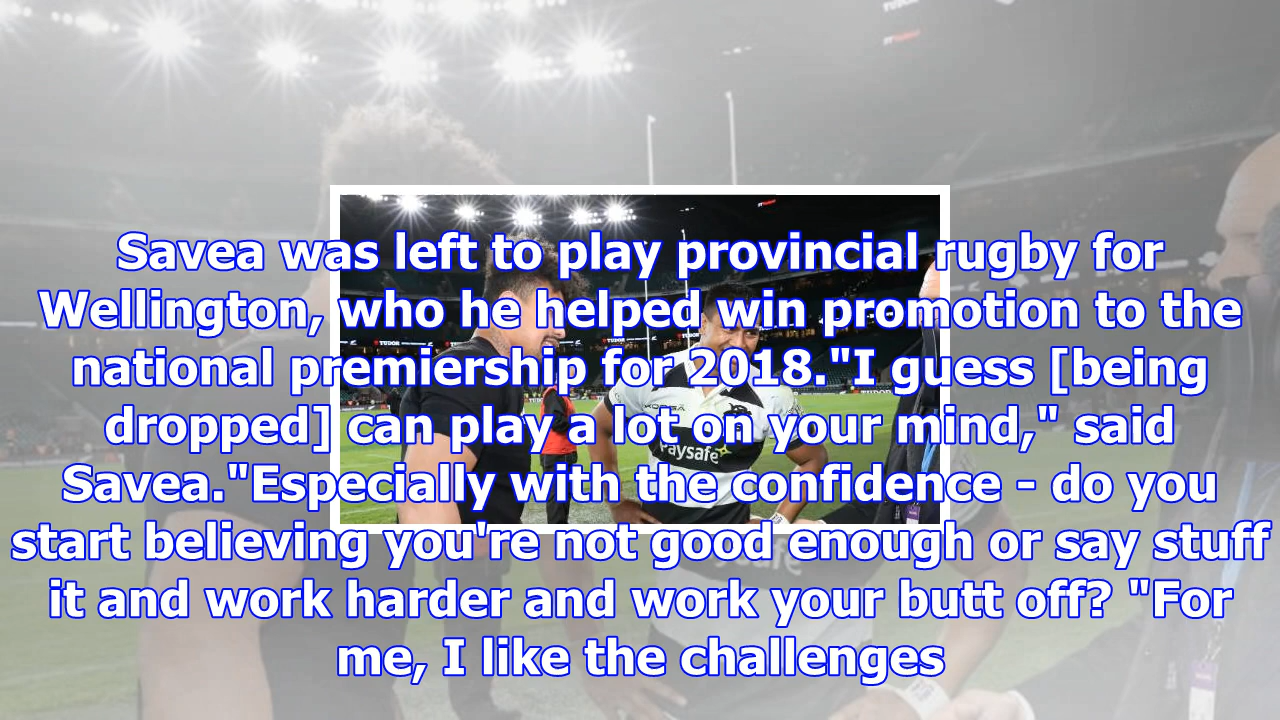 Savea was left to play provincial rugby for
Wellington, who he helped win promotion to the
national premiership for 2018."I guess [being
dropped] can play a lot on your mind," said
Savea."Especially with the confidence - do you
start believing you're not good enough or say stuff
it and work harder and work your butt off? "For
me, I like the challenges
TUDOR
Paysafe